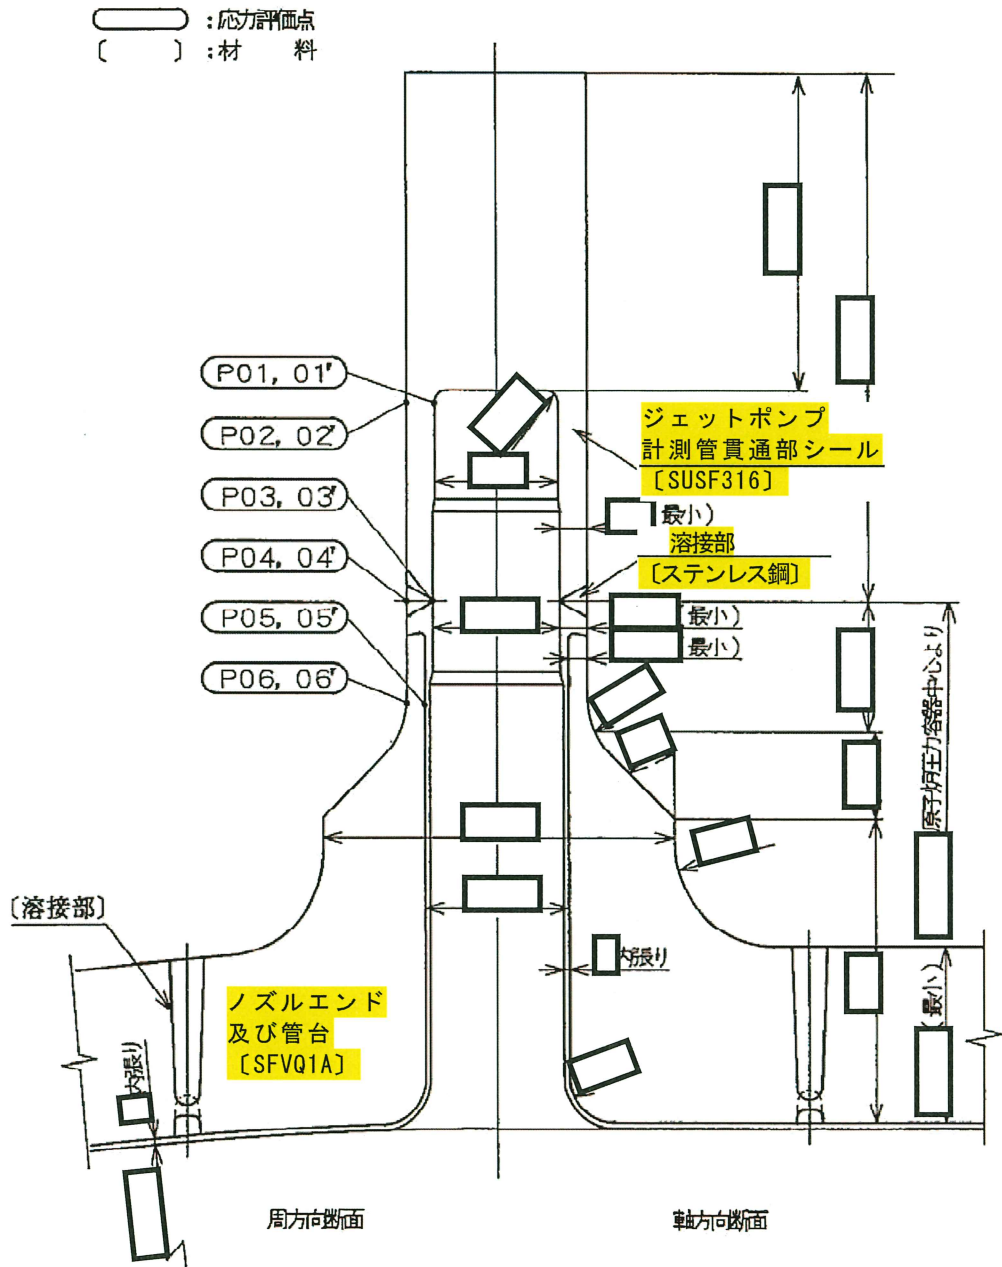 ：応力評価点
〔　　〕：材　　料
P01, 01'
P02, 02'
P03, 03'
P04, 04'
P05, 05'
P06, 06'
ジェットポンプ
計測管貫通部シール
〔SUSF316〕
最小）
溶接部
〔ステンレス鋼〕
最小）
最小）
原子炉圧力容器中心より
〔溶接部〕
内張り
（最小）
ノズルエンド
及び管台
〔SFVQ1A〕
内張り
周方向断面
軸方向断面